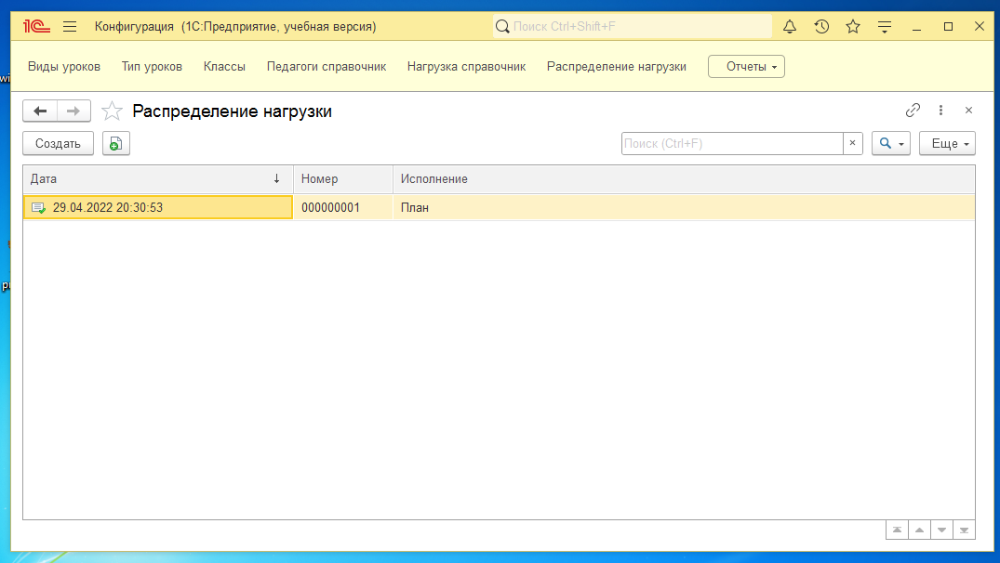 1С Конфигурация (1С:Предприятие, учебная версия) Поиск Ctrl+Shift+F
Виды уроков Тип уроков Классы Педагоги справочник Нагрузка справочник Распределение нагрузки Отчеты
Распределение нагрузки
Создать Поиск (Ctrl+F) × Еще
Дата ↓ Номер Исполнение
29.04.2022 20:30:53 000000001 План